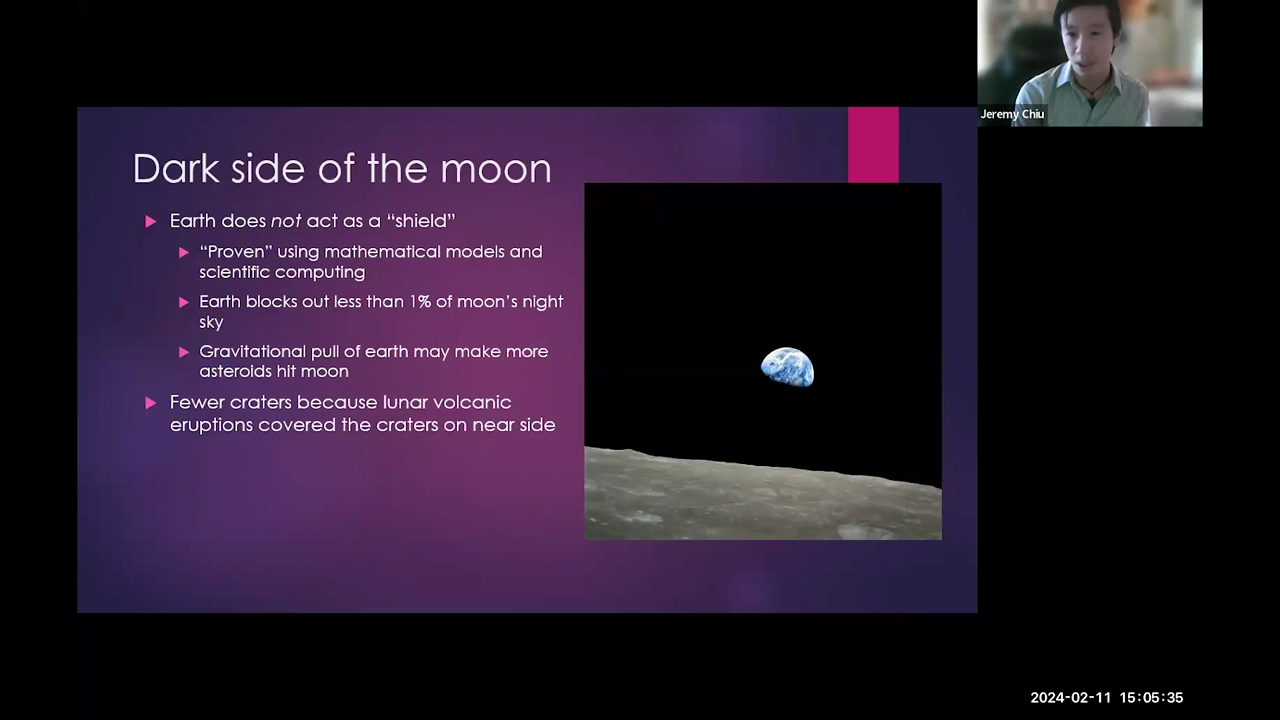 Jeremy Chiu
Dark side of the moon
Earth does not act as a “shield”
“Proven” using mathematical models and
scientific computing
Earth blocks out less than 1% of moon’s night
sky
Gravitational pull of earth may make more
asteroids hit moon
Fewer craters because lunar volcanic
eruptions covered the craters on near side
2024-02-11 15:05:35